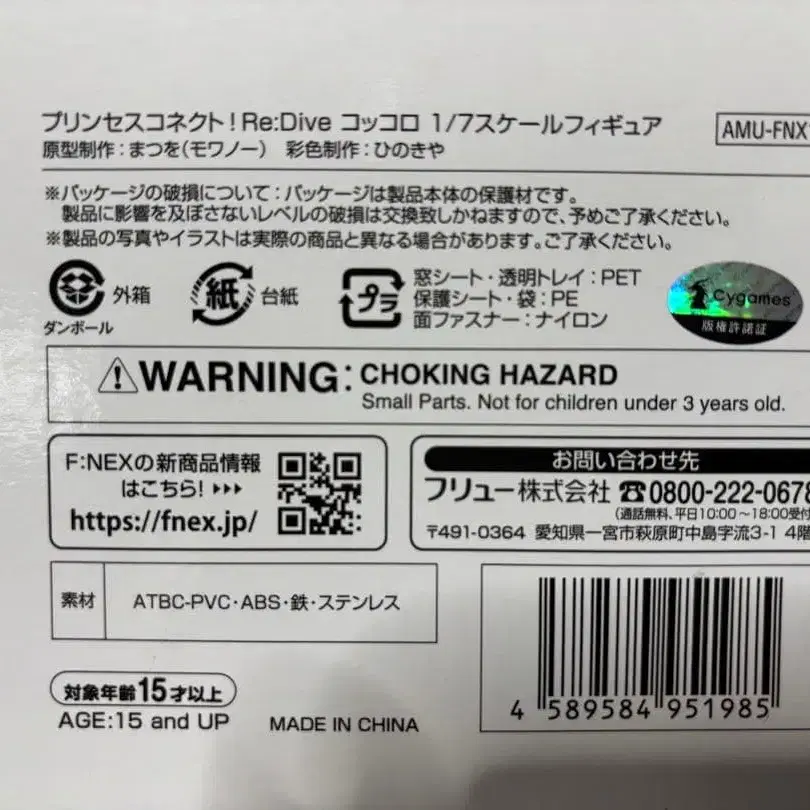 プリンセスコネクト！Re:Dive コッコロ 1/7スケールフィギュア
AMU-FNX
原型制作：まつを（モワノー） 彩色制作：ひのきや
※パッケージの破損について：パッケージは製品本体の保護材です。
製品に影響を及ぼさないレベルの破損は交換致しかねますので、予めご了承ください。
※製品の写真やイラストは実際の商品と異なる場合があります。ご了承ください。
外箱
ダンボール
紙
台紙
プラ
窓シート・透明トレイ：PET
保護シート・袋：PE
面ファスナー：ナイロン
Cygames
版権許諾証
⚠WARNING: CHOKING HAZARD
Small Parts. Not for children under 3 years old.
F:NEXの新商品情報
はこちら！▶▶▶
https://fnex.jp/
お問い合わせ先
フリュー株式会社 ☎0800-222-0678
（通話無料、平日10:00～18:00受付
〒491-0364 愛知県一宮市萩原町中島字流3-1 4階
素材
ATBC-PVC・ABS・鉄・ステンレス
対象年齢15才以上
AGE:15 and UP
MADE IN CHINA
4 589584 951985